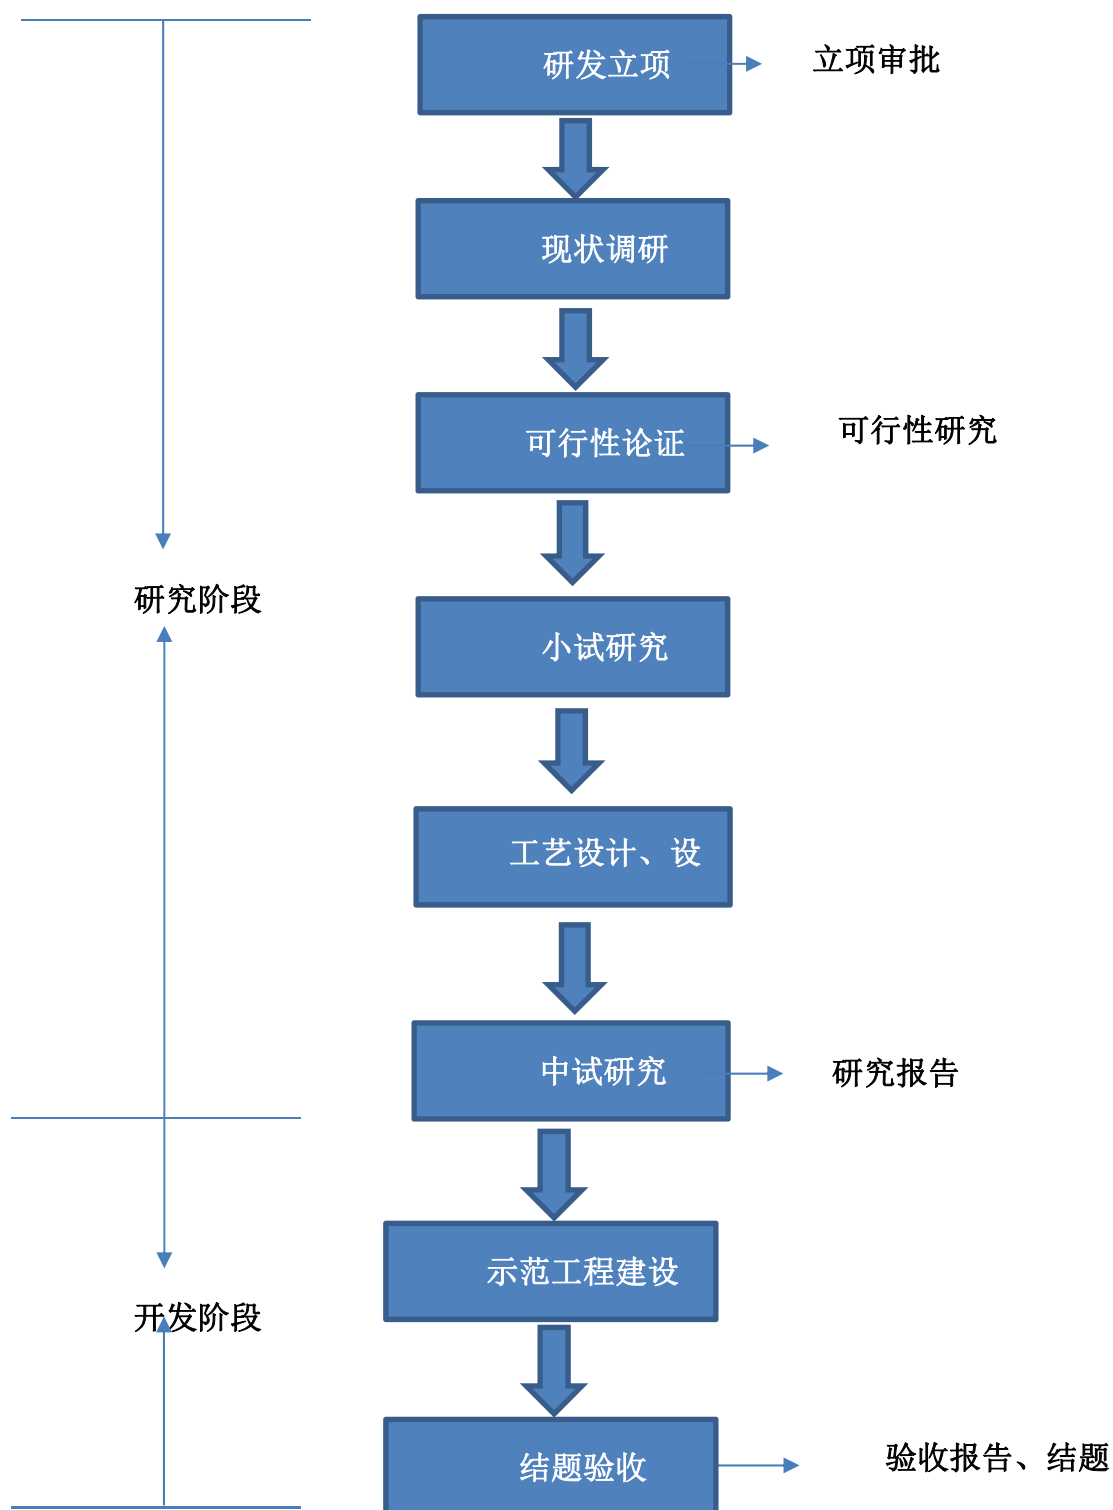 研发立项
立项审批
现状调研
可行性论证
可行性研究
研究阶段
小试研究
工艺设计、设
中试研究
研究报告
示范工程建设
开发阶段
结题验收
验收报告、结题